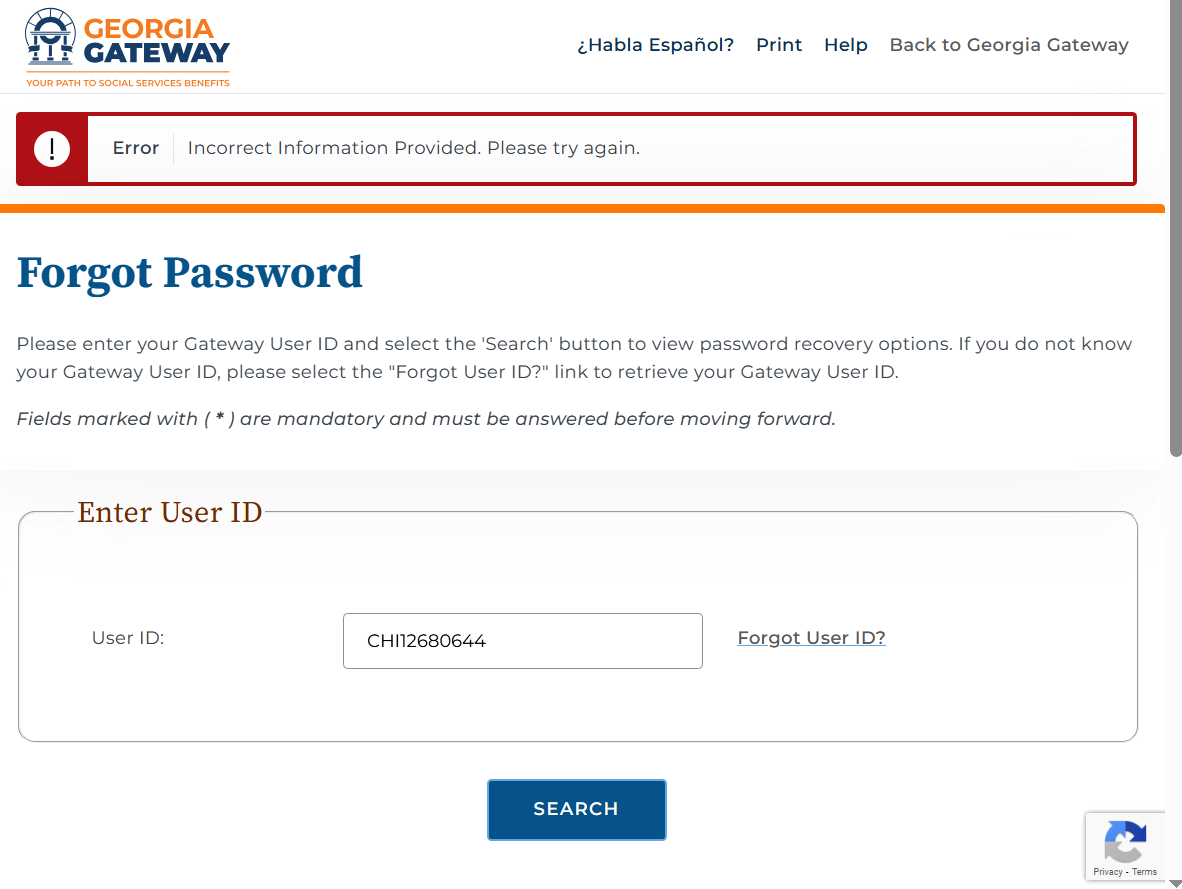 GEORGIA
GATEWAY
YOUR PATH TO SOCIAL SERVICES BENEFITS
¿Habla Español? Print Help Back to Georgia Gateway
! Error Incorrect Information Provided. Please try again.
Forgot Password
Please enter your Gateway User ID and select the 'Search' button to view password recovery options. If you do not know
your Gateway User ID, please select the "Forgot User ID?" link to retrieve your Gateway User ID.
Fields marked with ( * ) are mandatory and must be answered before moving forward.
Enter User ID
User ID: CHI12680644 Forgot User ID?
SEARCH
Privacy - Terms